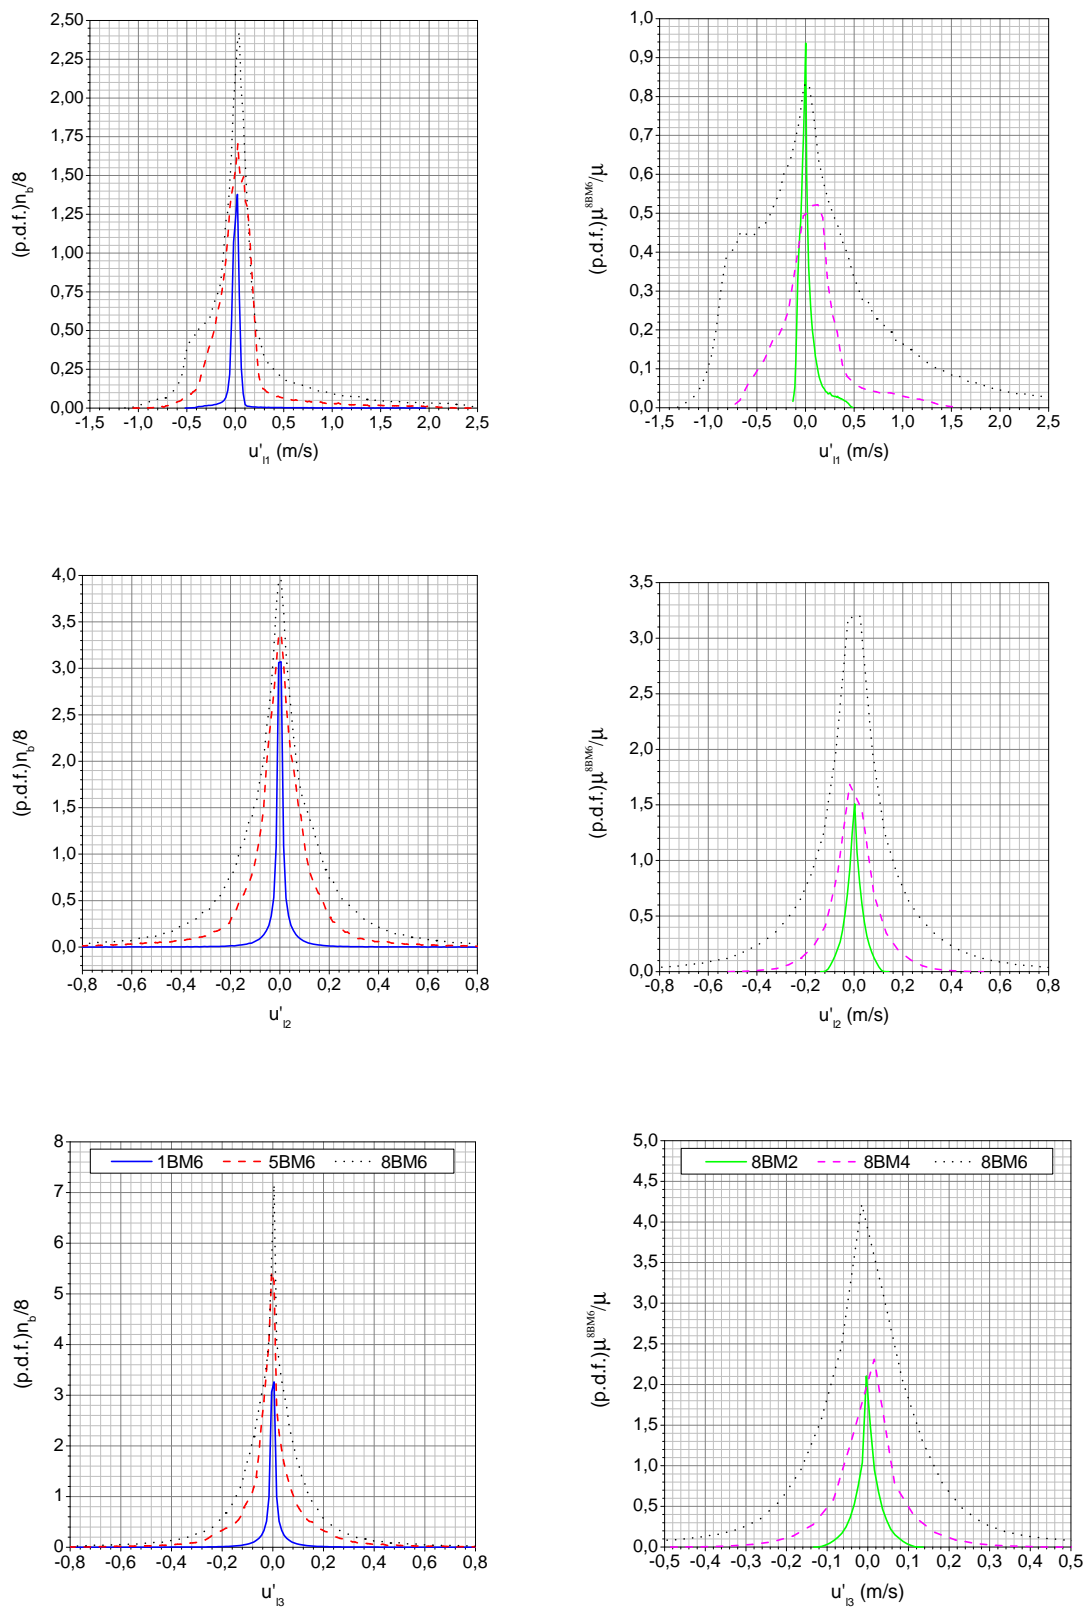 2,50
2,25
2,00
1,75
1,50
1,25
1,00
0,75
0,50
0,25
0,00
-1,5 -1,0 -0,5 0,0 0,5 1,0 1,5 2,0 2,5
(p.d.f.)n_b/8
u'_l1 (m/s)
1,0
0,9
0,8
0,7
0,6
0,5
0,4
0,3
0,2
0,1
0,0
-1,5 -1,0 -0,5 0,0 0,5 1,0 1,5 2,0 2,5
(p.d.f.)μ^8BM6/μ
u'_l1 (m/s)
4,0
3,5
3,0
2,5
2,0
1,5
1,0
0,5
0,0
-0,8 -0,6 -0,4 -0,2 0,0 0,2 0,4 0,6 0,8
(p.d.f.)n_b/8
u'_l2
3,5
3,0
2,5
2,0
1,5
1,0
0,5
0,0
-0,8 -0,6 -0,4 -0,2 0,0 0,2 0,4 0,6 0,8
(p.d.f.)μ^8BM6/μ
u'_l2 (m/s)
8
7
6
5
4
3
2
1
0
1BM6 5BM6 8BM6
-0,8 -0,6 -0,4 -0,2 0,0 0,2 0,4 0,6 0,8
(p.d.f.)n_b/8
u'_l3
5,0
4,5
4,0
3,5
3,0
2,5
2,0
1,5
1,0
0,5
0,0
8BM2 8BM4 8BM6
-0,5 -0,4 -0,3 -0,2 -0,1 0,0 0,1 0,2 0,3 0,4 0,5
(p.d.f.)μ^8BM6/μ
u'_l3 (m/s)